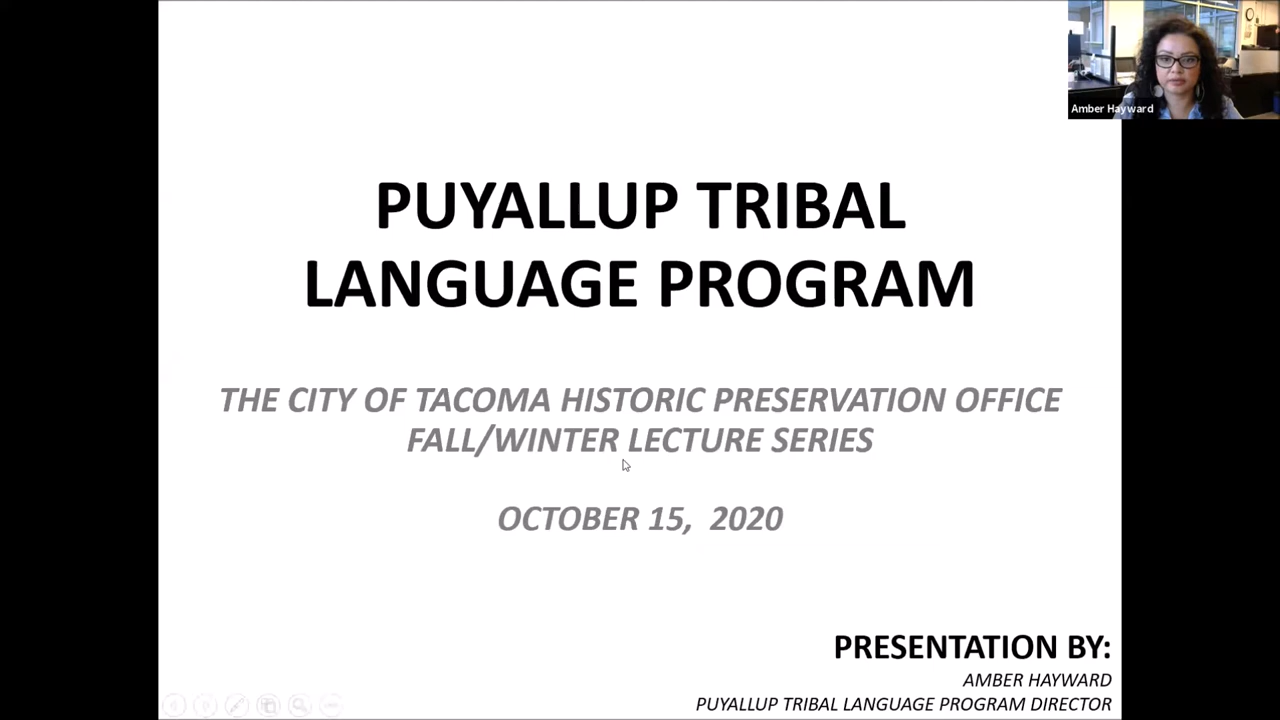 Amber Hayward
PUYALLUP TRIBAL
LANGUAGE PROGRAM
THE CITY OF TACOMA HISTORIC PRESERVATION OFFICE
FALL/WINTER LECTURE SERIES
OCTOBER 15, 2020
PRESENTATION BY:
AMBER HAYWARD
PUYALLUP TRIBAL LANGUAGE PROGRAM DIRECTOR